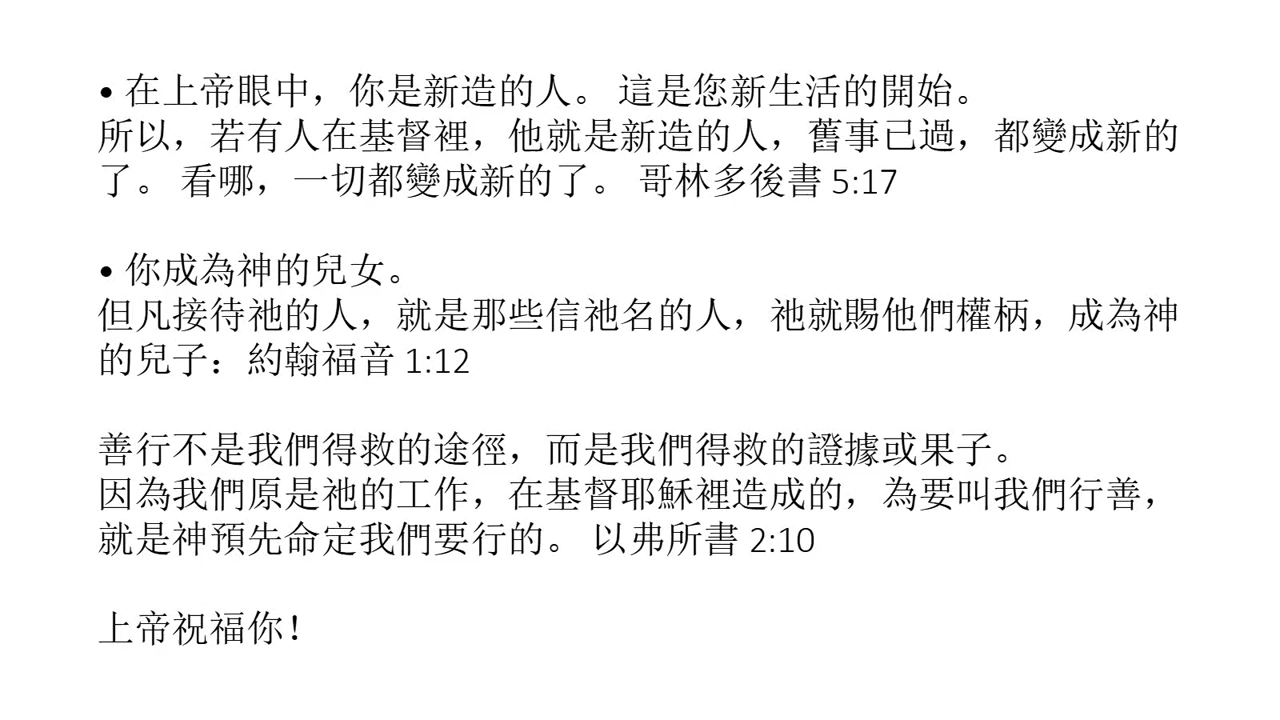 • 在上帝眼中，你是新造的人。 這是您新生活的開始。
所以，若有人在基督裡，他就是新造的人，舊事已過，都變成新的
了。 看哪，一切都變成新的了。 哥林多後書 5:17
• 你成為神的兒女。
但凡接待祂的人，就是那些信祂名的人，祂就賜他們權柄，成為神
的兒子：約翰福音 1:12
善行不是我們得救的途徑，而是我們得救的證據或果子。
因為我們原是祂的工作，在基督耶穌裡造成的，為要叫我們行善，
就是神預先命定我們要行的。 以弗所書 2:10
上帝祝福你！